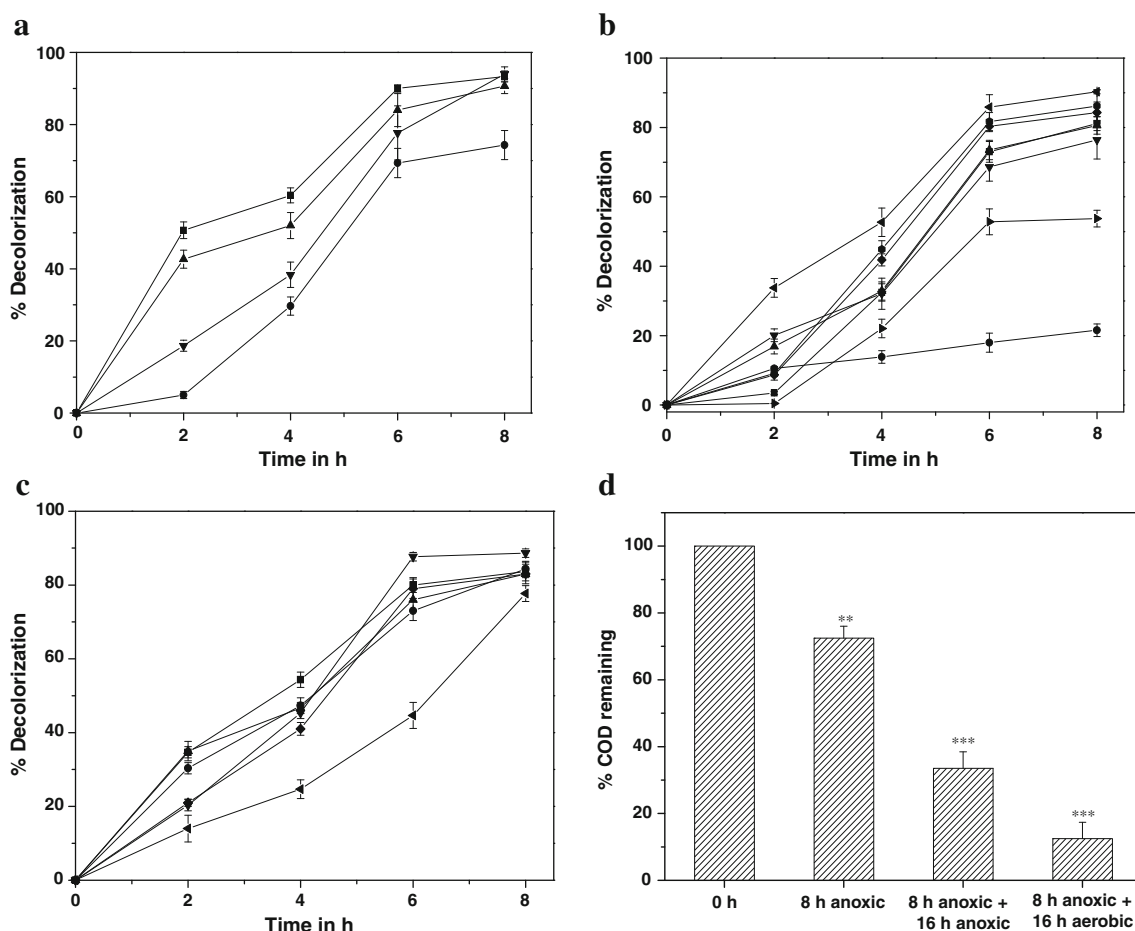 a
100
80
60
40
20
0
% Decolorization
0 2 4 6 8
Time in h
b
100
80
60
40
20
0
% Decolorization
0 2 4 6 8
Time in h
c
100
80
60
40
20
0
% Decolorization
0 2 4 6 8
Time in h
d
100
80
60
40
20
0
% COD remaining
**
***
***
0 h
8 h anoxic
8 h anoxic +
16 h anoxic
8 h anoxic +
16 h aerobic